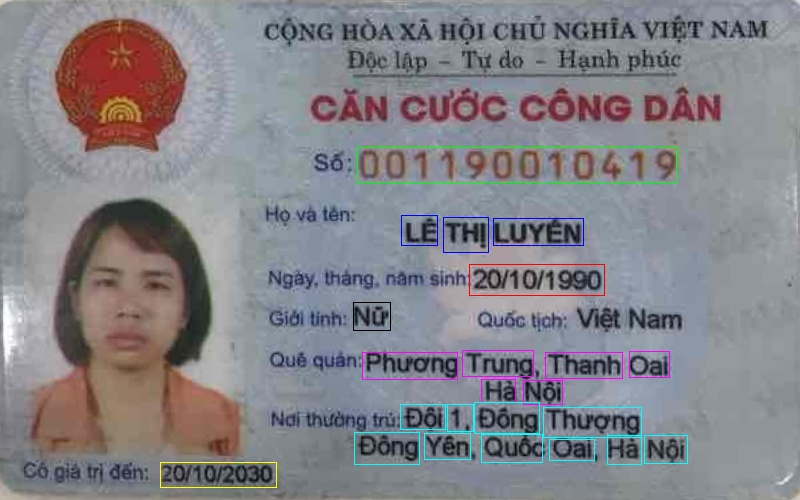 CỘNG HÒA XÃ HỘI CHỦ NGHĨA VIỆT NAM
Độc lập - Tự do - Hạnh phúc
CĂN CƯỚC CÔNG DÂN
Số: 001190010419
Họ và tên:
LÊ THỊ LUYẾN
Ngày, tháng, năm sinh: 20/10/1990
Giới tính: Nữ Quốc tịch: Việt Nam
Quê quán: Phương Trung, Thanh Oai
Hà Nội
Nơi thường trú: Đội 1, Đông Thượng
Đông Yên, Quốc Oai, Hà Nội
Có giá trị đến: 20/10/2030